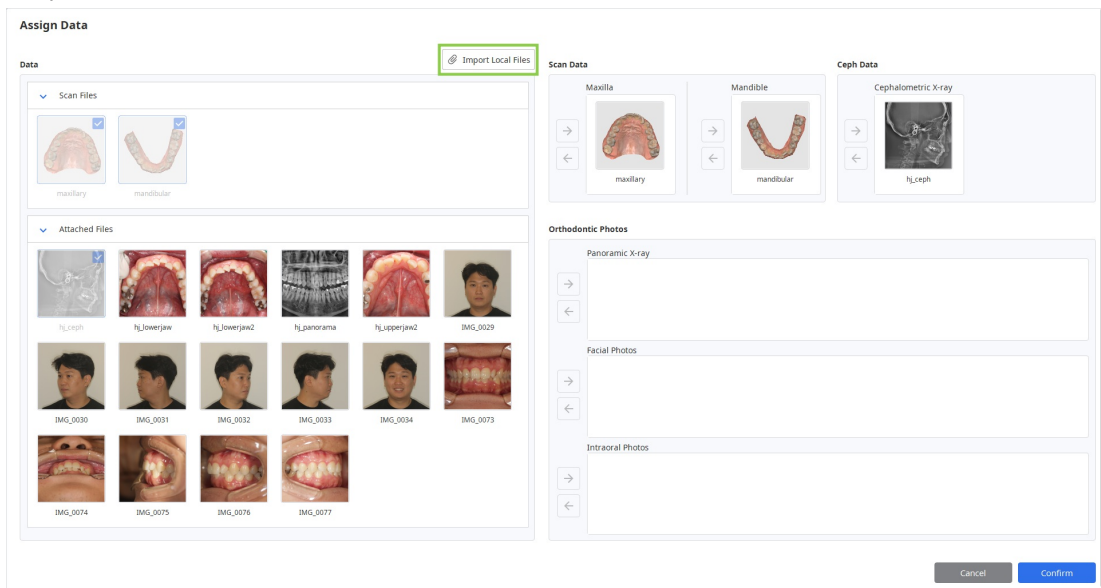 Assign Data
Data
Import Local Files
Scan Files
maxillary
mandibular
Attached Files
hj_ceph
hj_lowerjaw
hj_lowerjaw2
hj_panorama
hj_upperjaw2
IMG_0029
IMG_0030
IMG_0031
IMG_0032
IMG_0033
IMG_0034
IMG_0073
IMG_0074
IMG_0075
IMG_0076
IMG_0077
Scan Data
Maxilla
maxillary
Mandible
mandibular
Ceph Data
Cephalometric X-ray
hj_ceph
Orthodontic Photos
Panoramic X-ray
Facial Photos
Intraoral Photos
Cancel
Confirm